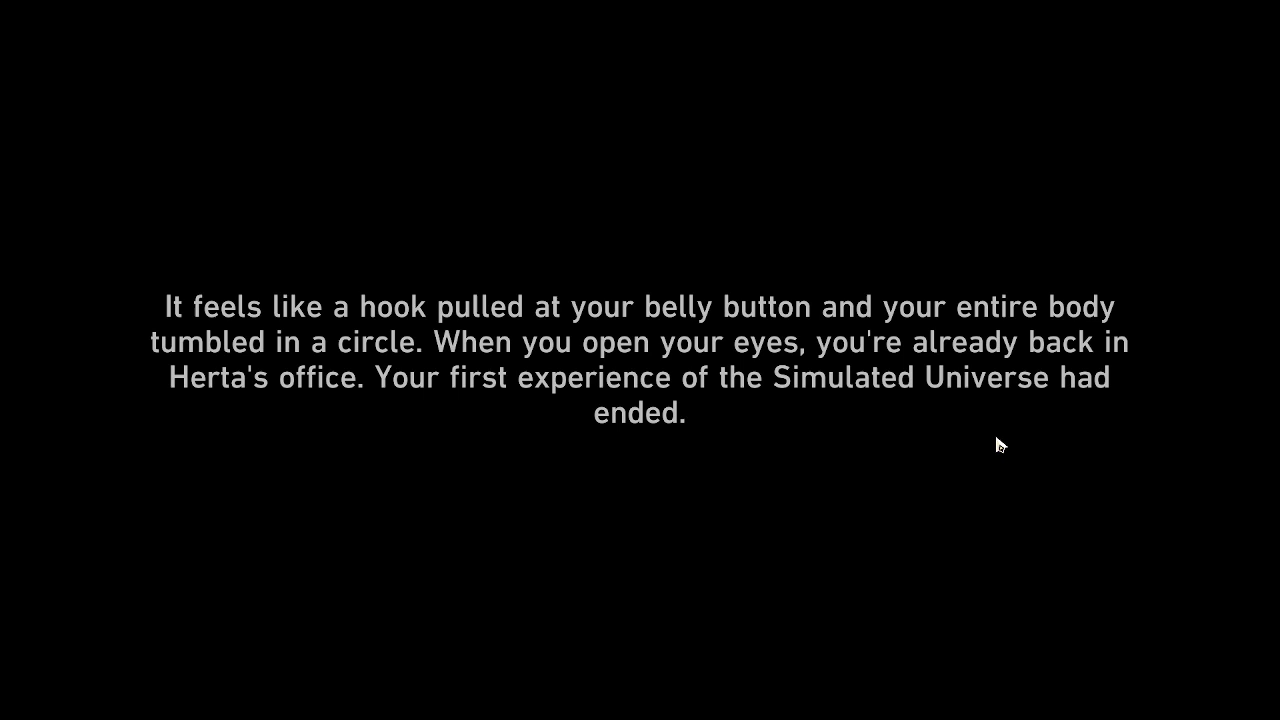 It feels like a hook pulled at your belly button and your entire body
tumbled in a circle. When you open your eyes, you're already back in
Herta's office. Your first experience of the Simulated Universe had
ended.